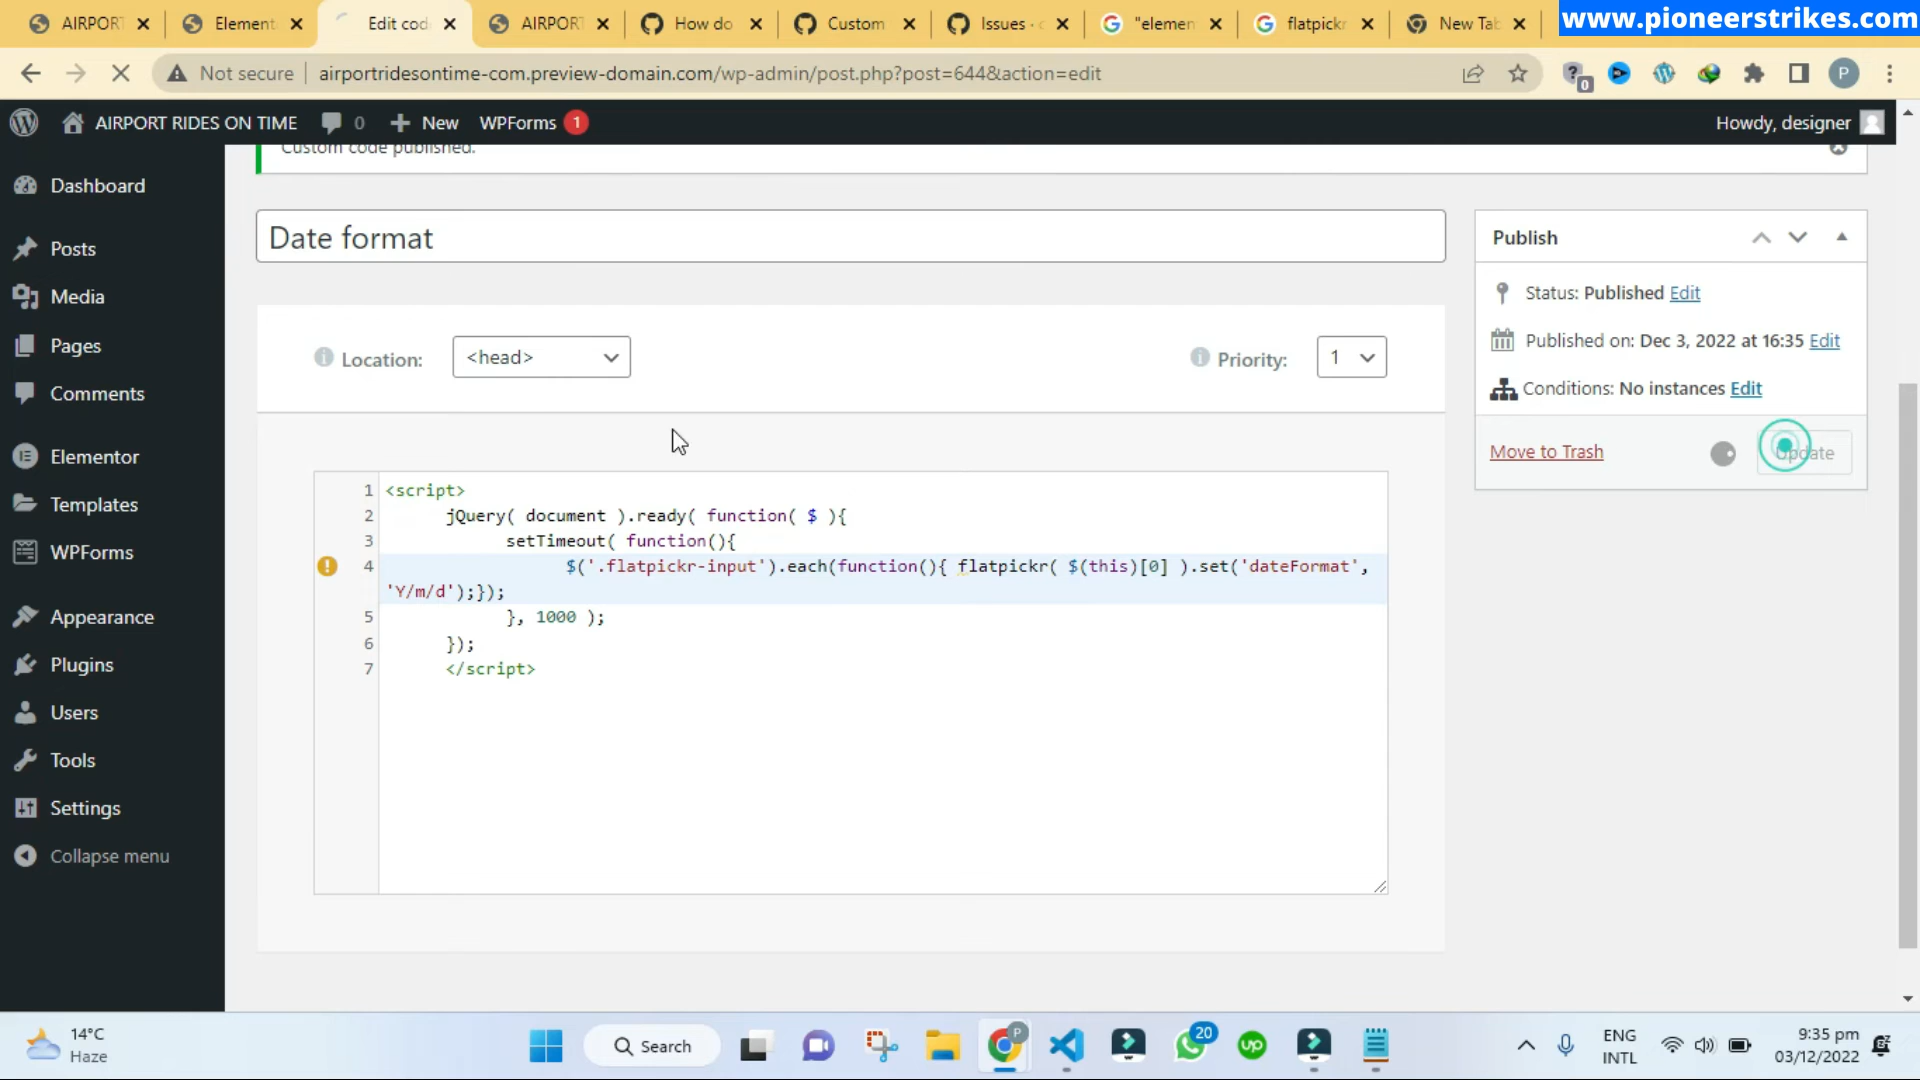 AIRPORT
Element
Edit cod
AIRPORT
How do
Custom
Issues · c
"elemen
flatpickr
New Tab
www.pioneerstrikes.com
Not secure
airportridesontime-com.preview-domain.com/wp-admin/post.php?post=644&action=edit
0
P
AIRPORT RIDES ON TIME
0
New
WPForms 1
Howdy, designer
Custom code published.
Dashboard
Posts
Media
Pages
Comments
Elementor
Templates
WPForms
Appearance
Plugins
Users
Tools
Settings
Collapse menu
Date format
Location:
<head>
Priority:
1
1 <script>
2 jQuery( document ).ready( function( $ ){
3 setTimeout( function(){
4 $('.flatpickr-input').each(function(){ flatpickr( $(this)[0] ).set('dateFormat',
'Y/m/d');});
5 }, 1000 );
6 });
7 </script>
Publish
Status: Published Edit
Published on: Dec 3, 2022 at 16:35 Edit
Conditions: No instances Edit
Move to Trash
Update
14°C
Haze
Search
P
20
up
ENG
INTL
9:35 pm
03/12/2022